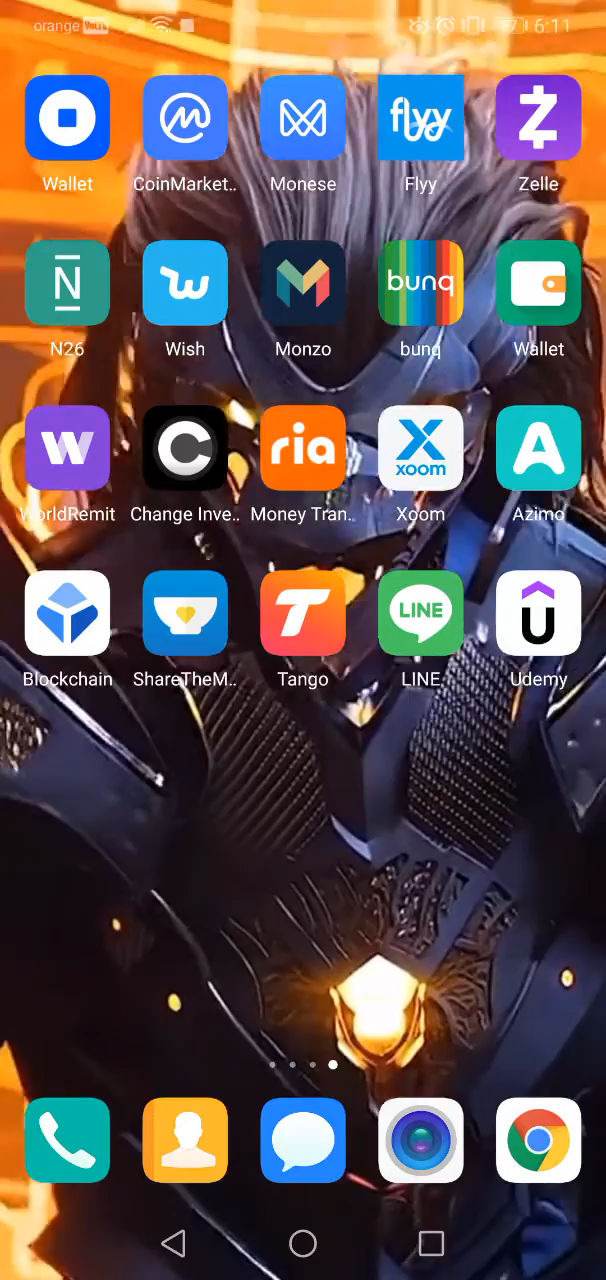 orange 6:11
flyy
Wallet CoinMarket.. Monese Flyy Zelle
N bunq
N26 Wish Monzo bunq Wallet
W C ria xoom A
WorldRemit Change Inve.. Money Tran.. Xoom Azimo
T LINE U
Blockchain ShareTheM.. Tango LINE Udemy